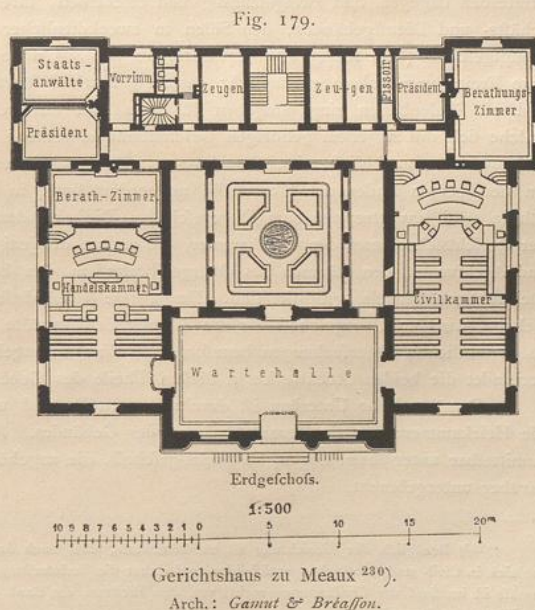 Fig. 179.
Staats-
anwälte
Vorzimm.
Zeugen
Zeugen
Pissoir
Präsident
Berathungs-
Zimmer
Präsident
Berath-Zimmer.
Handelskammer
Civilkammer
Wartehalle
Erdgeſchoſs.
1:500
10 9 8 7 6 5 4 3 2 1 0 5 10 15 20m
Gerichtshaus zu Meaux 230).
Arch.: Gamut & Bréaſſon.